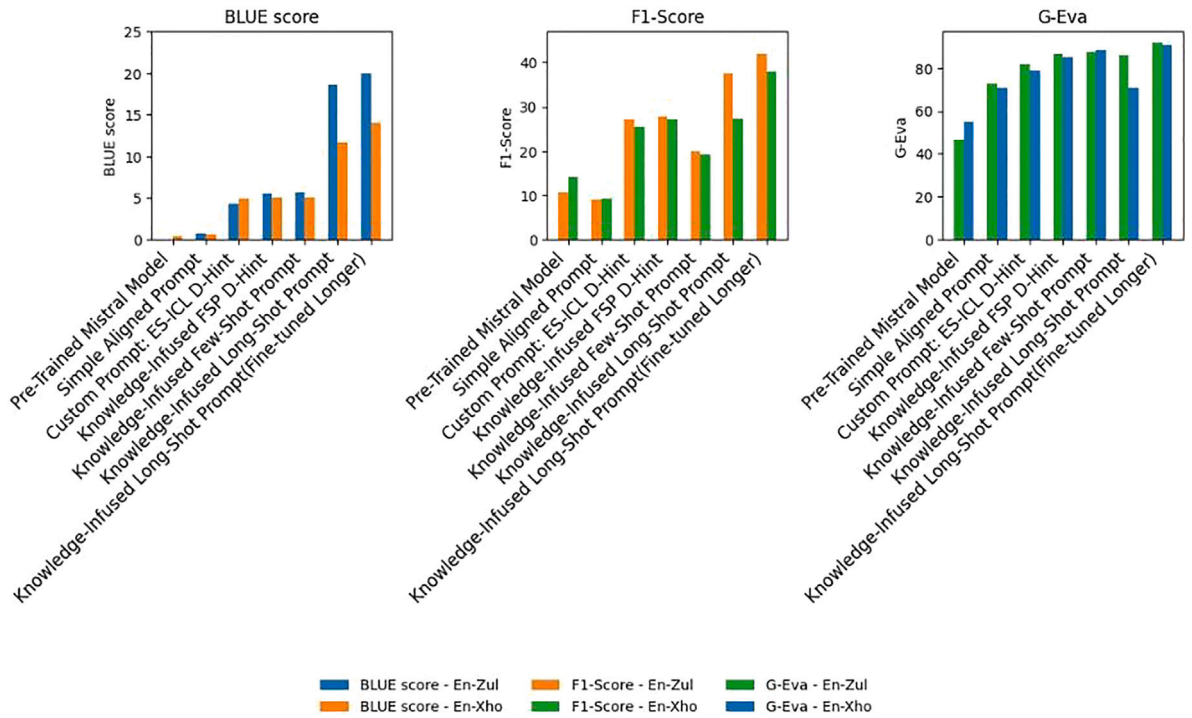 BLUE score
25
20
15
10
5
0
BLUE score
Pre-Trained Mistral Model
Simple Aligned Prompt
Custom Prompt: ES-ICL D-Hint
Knowledge-Infused FSP D-Hint
Knowledge-Infused Few-Shot Prompt
Knowledge-Infused Long-Shot Prompt
Knowledge-Infused Long-Shot Prompt(Fine-tuned Longer)
F1-Score
40
30
20
10
0
F1-Score
Pre-Trained Mistral Model
Simple Aligned Prompt
Custom Prompt: ES-ICL D-Hint
Knowledge-Infused FSP D-Hint
Knowledge-Infused Few-Shot Prompt
Knowledge-Infused Long-Shot Prompt
Knowledge-Infused Long-Shot Prompt(Fine-tuned Longer)
G-Eva
80
60
40
20
0
G-Eva
Pre-Trained Mistral Model
Simple Aligned Prompt
Custom Prompt: ES-ICL D-Hint
Knowledge-Infused FSP D-Hint
Knowledge-Infused Few-Shot Prompt
Knowledge-Infused Long-Shot Prompt
Knowledge-Infused Long-Shot Prompt(Fine-tuned Longer)
BLUE score - En-Zul
BLUE score - En-Xho
F1-Score - En-Zul
F1-Score - En-Xho
G-Eva - En-Zul
G-Eva - En-Xho